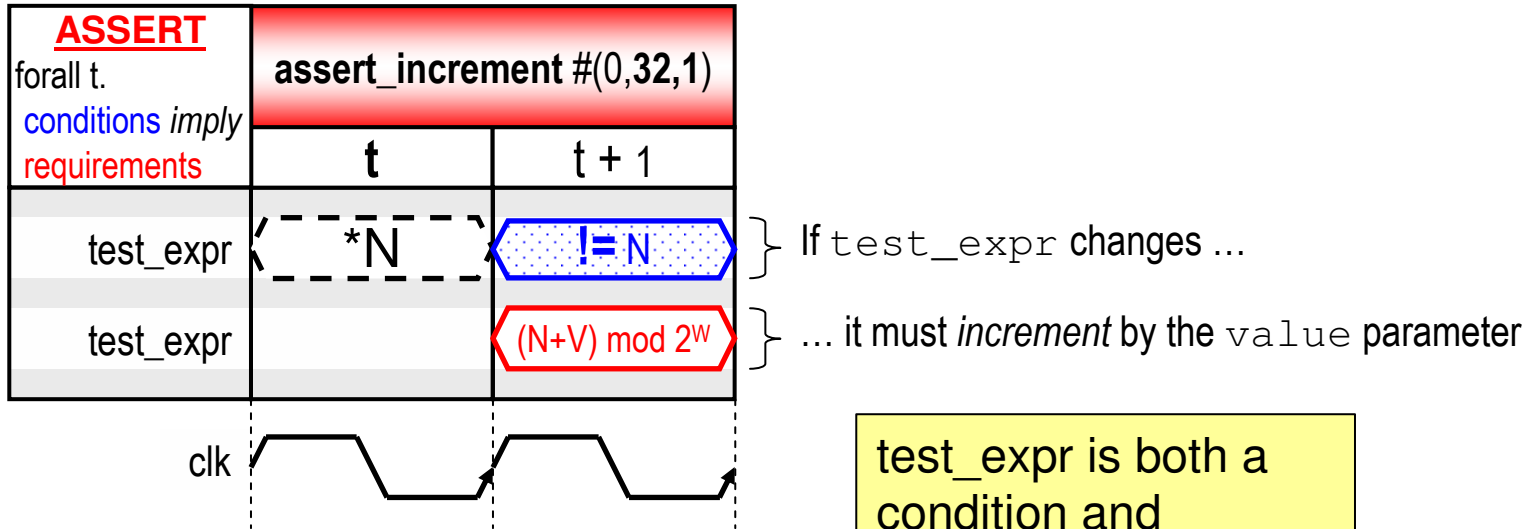 ASSERT
forall t.
conditions imply
requirements
assert_increment #(0,32,1)
t
t + 1
test_expr
*N
!= N
If test_expr changes ...
test_expr
(N+V) mod 2^W
... it must increment by the value parameter
clk
test_expr is both a
condition and